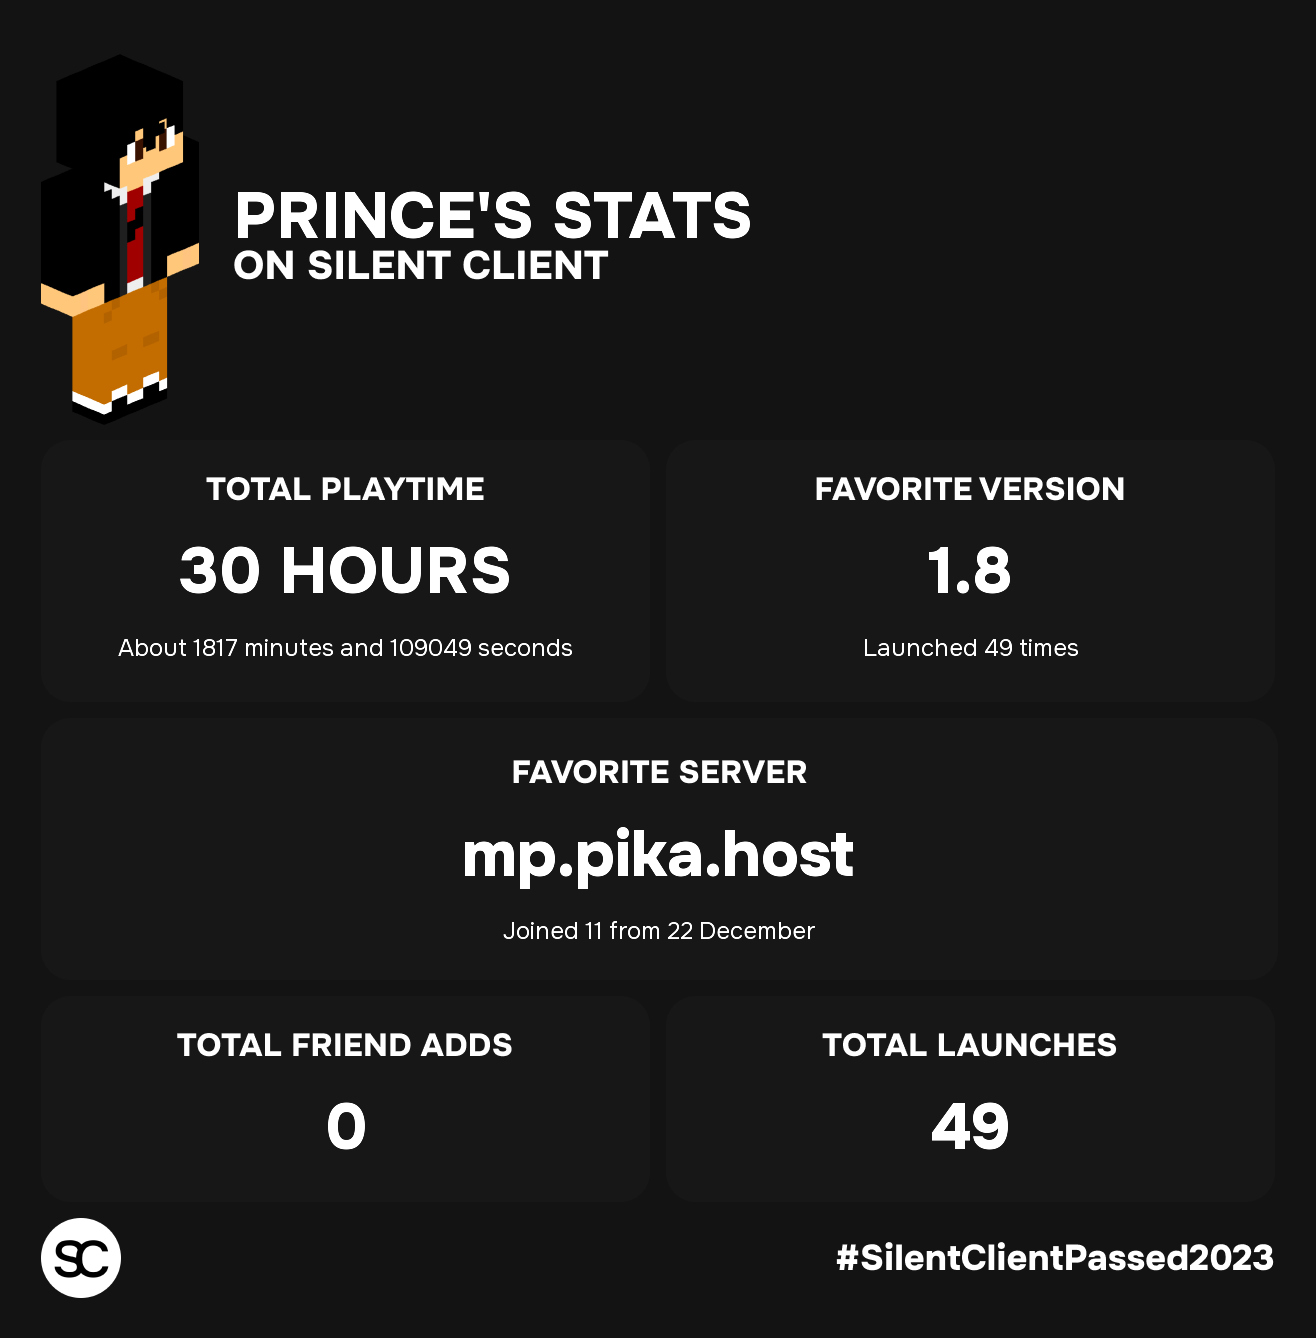 PRINCE'S STATS
ON SILENT CLIENT
TOTAL PLAYTIME
30 HOURS
About 1817 minutes and 109049 seconds
FAVORITE VERSION
1.8
Launched 49 times
FAVORITE SERVER
mp.pika.host
Joined 11 from 22 December
TOTAL FRIEND ADDS
0
TOTAL LAUNCHES
49
SC
#SilentClientPassed2023